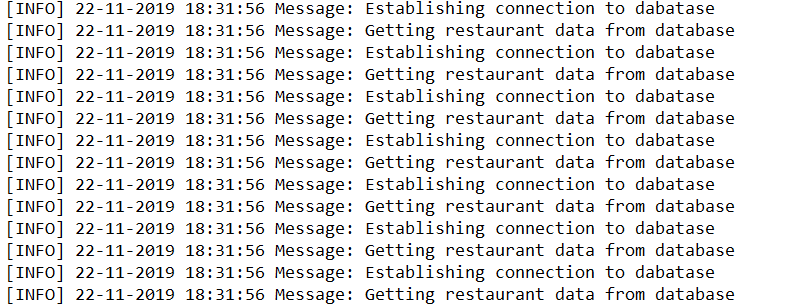 [INFO] 22-11-2019 18:31:56 Message: Establishing connection to dabatase
[INFO] 22-11-2019 18:31:56 Message: Getting restaurant data from database
[INFO] 22-11-2019 18:31:56 Message: Establishing connection to dabatase
[INFO] 22-11-2019 18:31:56 Message: Getting restaurant data from database
[INFO] 22-11-2019 18:31:56 Message: Establishing connection to dabatase
[INFO] 22-11-2019 18:31:56 Message: Getting restaurant data from database
[INFO] 22-11-2019 18:31:56 Message: Establishing connection to dabatase
[INFO] 22-11-2019 18:31:56 Message: Getting restaurant data from database
[INFO] 22-11-2019 18:31:56 Message: Establishing connection to dabatase
[INFO] 22-11-2019 18:31:56 Message: Getting restaurant data from database
[INFO] 22-11-2019 18:31:56 Message: Establishing connection to dabatase
[INFO] 22-11-2019 18:31:56 Message: Getting restaurant data from database
[INFO] 22-11-2019 18:31:56 Message: Establishing connection to dabatase
[INFO] 22-11-2019 18:31:56 Message: Getting restaurant data from database